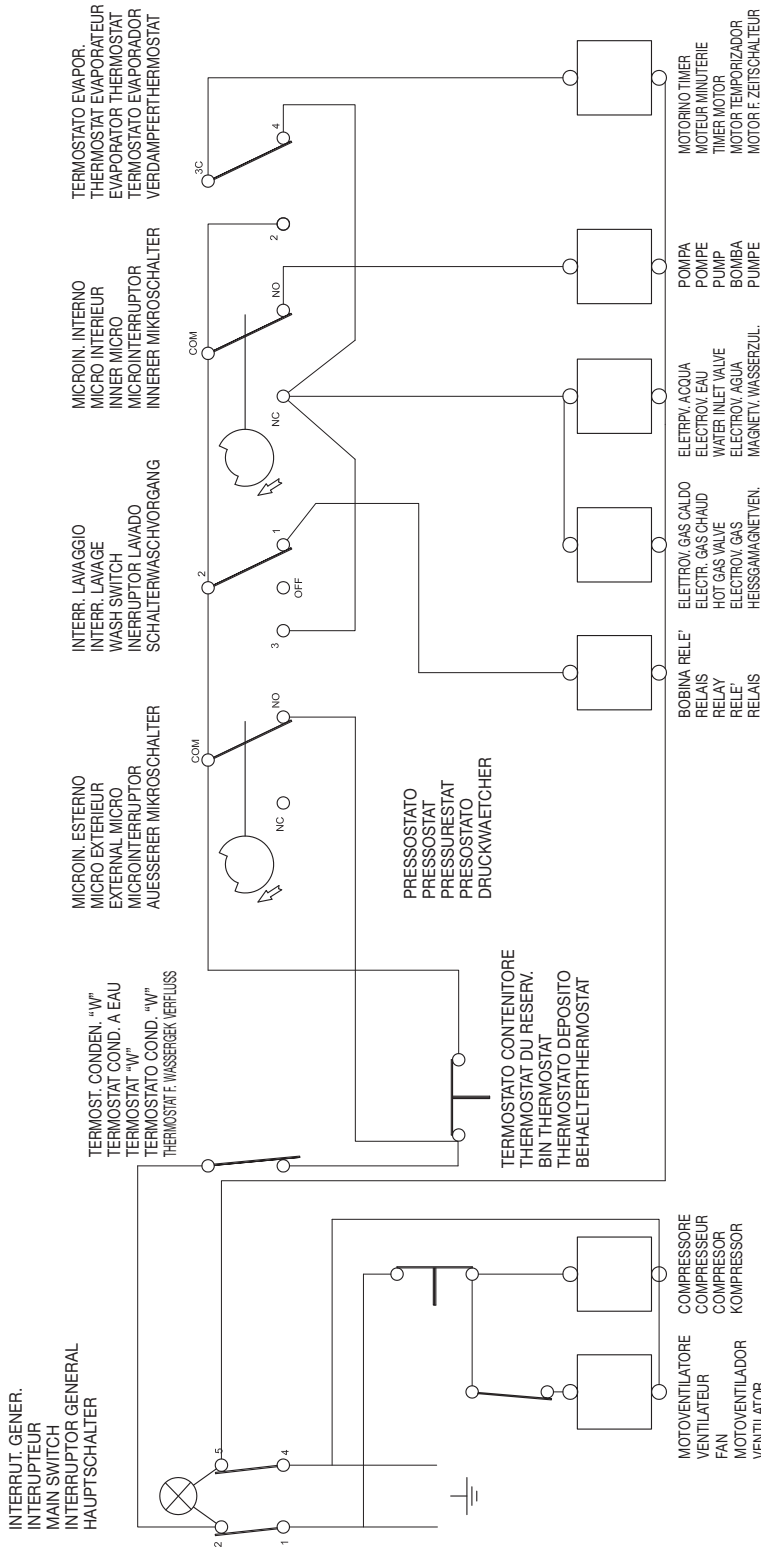 INTERRUT. GENER.
INTERUPTEUR
MAIN SWITCH
INTERRUPTOR GENERAL
HAUPTSCHALTER
TERMOST. CONDEN. "W"
TERMOSTAT COND. A EAU
TERMOSTAT "W"
TERMOSTATO COND. "W"
THERMOSTAT F. WASSERGEK VERFLUSS
MICROIN. ESTERNO
MICRO EXTERIEUR
EXTERNAL MICRO
MICROINTERRUPTOR
AUESSERER MIKROSCHALTER
INTERR. LAVAGGIO
INTERR. LAVAGE
WASH SWITCH
INERRUPTOR LAVADO
SCHALTERWASCHVORGANG
MICROIN. INTERNO
MICRO INTERIEUR
INNER MICRO
MICROINTERRUPTOR
INNERER MIKROSCHALTER
TERMOSTATO EVAPOR.
THERMOSTAT EVAPORATEUR
EVAPORATOR THERMOSTAT
TERMOSTATO EVAPORADOR
VERDAMPFERTHERMOSTAT
2
5
1
4
COM
NC
NO
2
3
OFF
1
COM
NC
NO
2
3C
4
PRESSOSTATO
PRESSOSTAT
PRESSURESTAT
PRESOSTATO
DRUCKWAETCHER
TERMOSTATO CONTENITORE
THERMOSTAT DU RESERV.
BIN THERMOSTAT
THERMOSTATO DEPOSITO
BEHAELTERTHERMOSTAT
MOTOVENTILATORE
VENTILATEUR
FAN
MOTOVENTILADOR
VENTILATOR
COMPRESSORE
COMPRESSEUR
COMPRESOR
KOMPRESSOR
BOBINA RELE'
RELAIS
RELAY
RELE'
RELAIS
ELETTROV. GAS CALDO
ELECTR. GAS CHAUD
HOT GAS VALVE
ELECTROV. GAS
HEISSGAMAGNETVEN.
ELETRPV. ACQUA
ELECTROV. EAU
WATER INLET VALVE
ELECTROV. AGUA
MAGNETV. WASSERZUL.
POMPA
POMPE
PUMP
BOMBA
PUMPE
MOTORINO TIMER
MOTEUR MINUTERIE
TIMER MOTOR
MOTOR TEMPORIZADOR
MOTOR F. ZEITSCHALTEUR